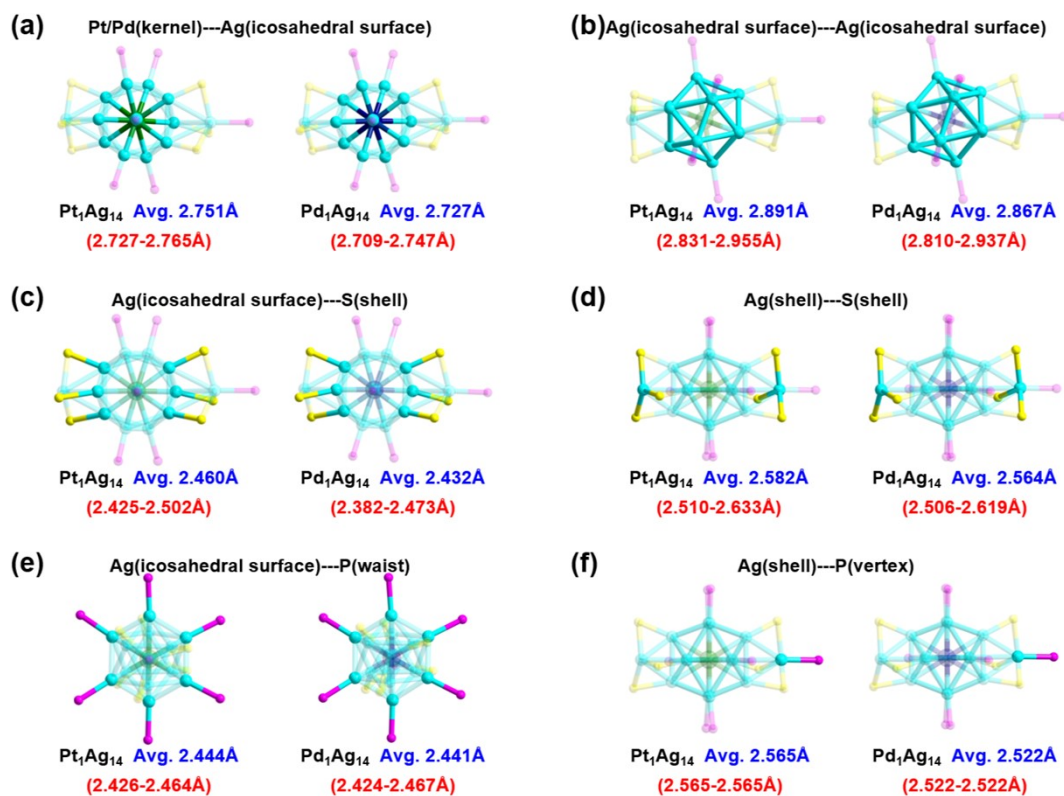 (a) Pt/Pd(kernel)---Ag(icosahedral surface)
Pt₁Ag₁₄ Avg. 2.751Å
(2.727-2.765Å)
Pd₁Ag₁₄ Avg. 2.727Å
(2.709-2.747Å)
(b) Ag(icosahedral surface)---Ag(icosahedral surface)
Pt₁Ag₁₄ Avg. 2.891Å
(2.831-2.955Å)
Pd₁Ag₁₄ Avg. 2.867Å
(2.810-2.937Å)
(c) Ag(icosahedral surface)---S(shell)
Pt₁Ag₁₄ Avg. 2.460Å
(2.425-2.502Å)
Pd₁Ag₁₄ Avg. 2.432Å
(2.382-2.473Å)
(d) Ag(shell)---S(shell)
Pt₁Ag₁₄ Avg. 2.582Å
(2.510-2.633Å)
Pd₁Ag₁₄ Avg. 2.564Å
(2.506-2.619Å)
(e) Ag(icosahedral surface)---P(waist)
Pt₁Ag₁₄ Avg. 2.444Å
(2.426-2.464Å)
Pd₁Ag₁₄ Avg. 2.441Å
(2.424-2.467Å)
(f) Ag(shell)---P(vertex)
Pt₁Ag₁₄ Avg. 2.565Å
(2.565-2.565Å)
Pd₁Ag₁₄ Avg. 2.522Å
(2.522-2.522Å)